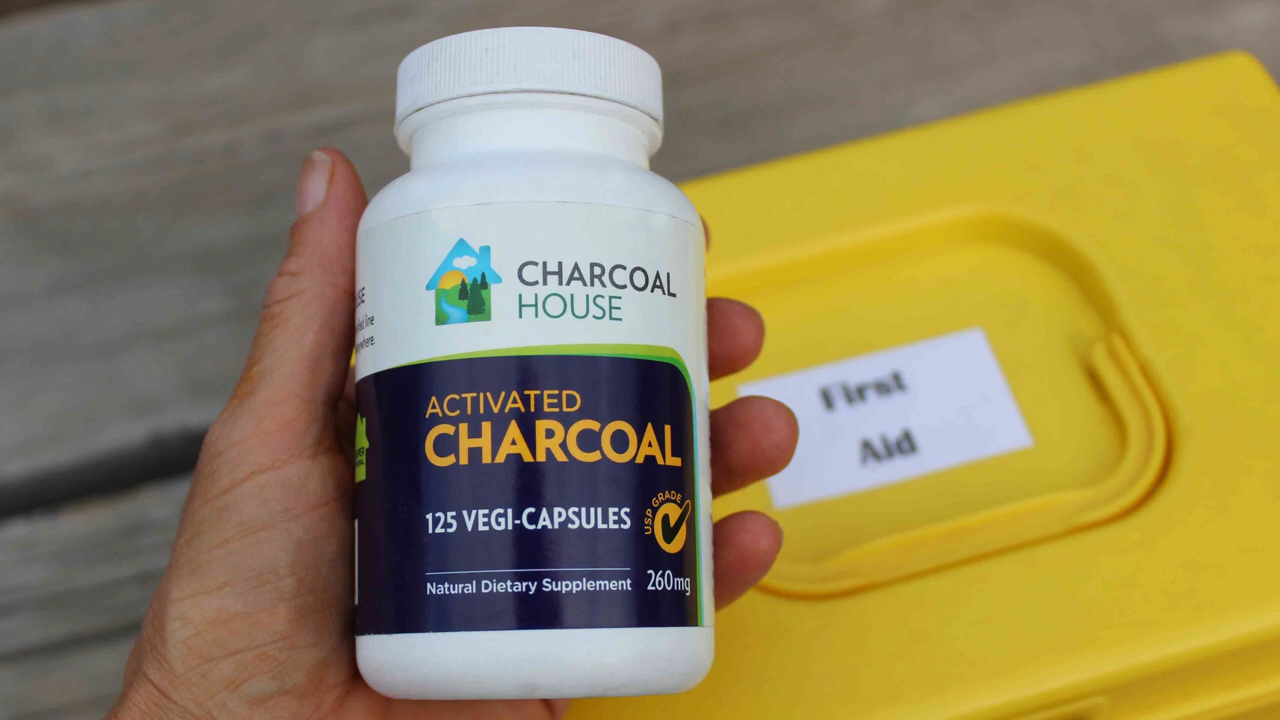 CHARCOAL
HOUSE
ACTIVATED
CHARCOAL
125 VEGI-CAPSULES
USP GRADE
Natural Dietary Supplement
260mg
First
Aid